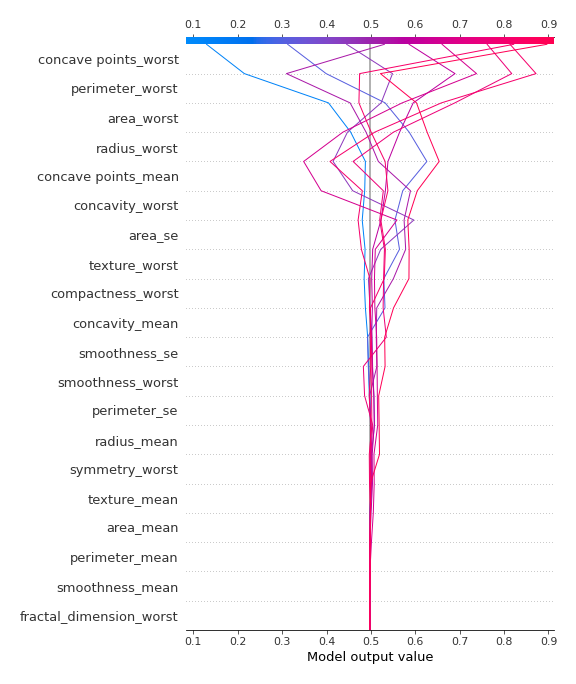 0.1 0.2 0.3 0.4 0.5 0.6 0.7 0.8 0.9
concave points_worst
perimeter_worst
area_worst
radius_worst
concave points_mean
concavity_worst
area_se
texture_worst
compactness_worst
concavity_mean
smoothness_se
smoothness_worst
perimeter_se
radius_mean
symmetry_worst
texture_mean
area_mean
perimeter_mean
smoothness_mean
fractal_dimension_worst
0.1 0.2 0.3 0.4 0.5 0.6 0.7 0.8 0.9
Model output value